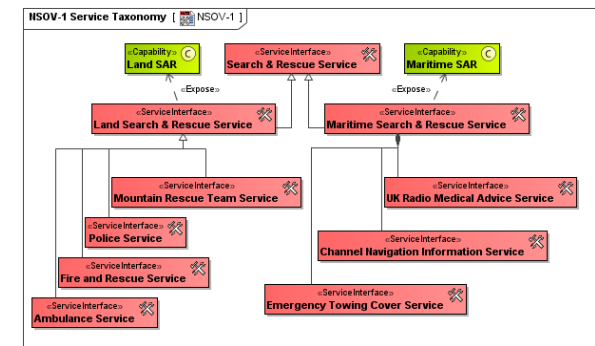 NSOV-1 Service Taxonomy [ NSOV-1 ]
«Capability» C
Land SAR
«ServiceInterface»
Search & Rescue Service
«Capability» C
Maritime SAR
«Expose»
«Expose»
«ServiceInterface»
Land Search & Rescue Service
«ServiceInterface»
Maritime Search & Rescue Service
«ServiceInterface»
Mountain Rescue Team Service
«ServiceInterface»
UK Radio Medical Advice Service
«ServiceInterface»
Police Service
«ServiceInterface»
Channel Navigation Information Service
«ServiceInterface»
Fire and Rescue Service
«ServiceInterface»
Emergency Towing Cover Service
«ServiceInterface»
Ambulance Service